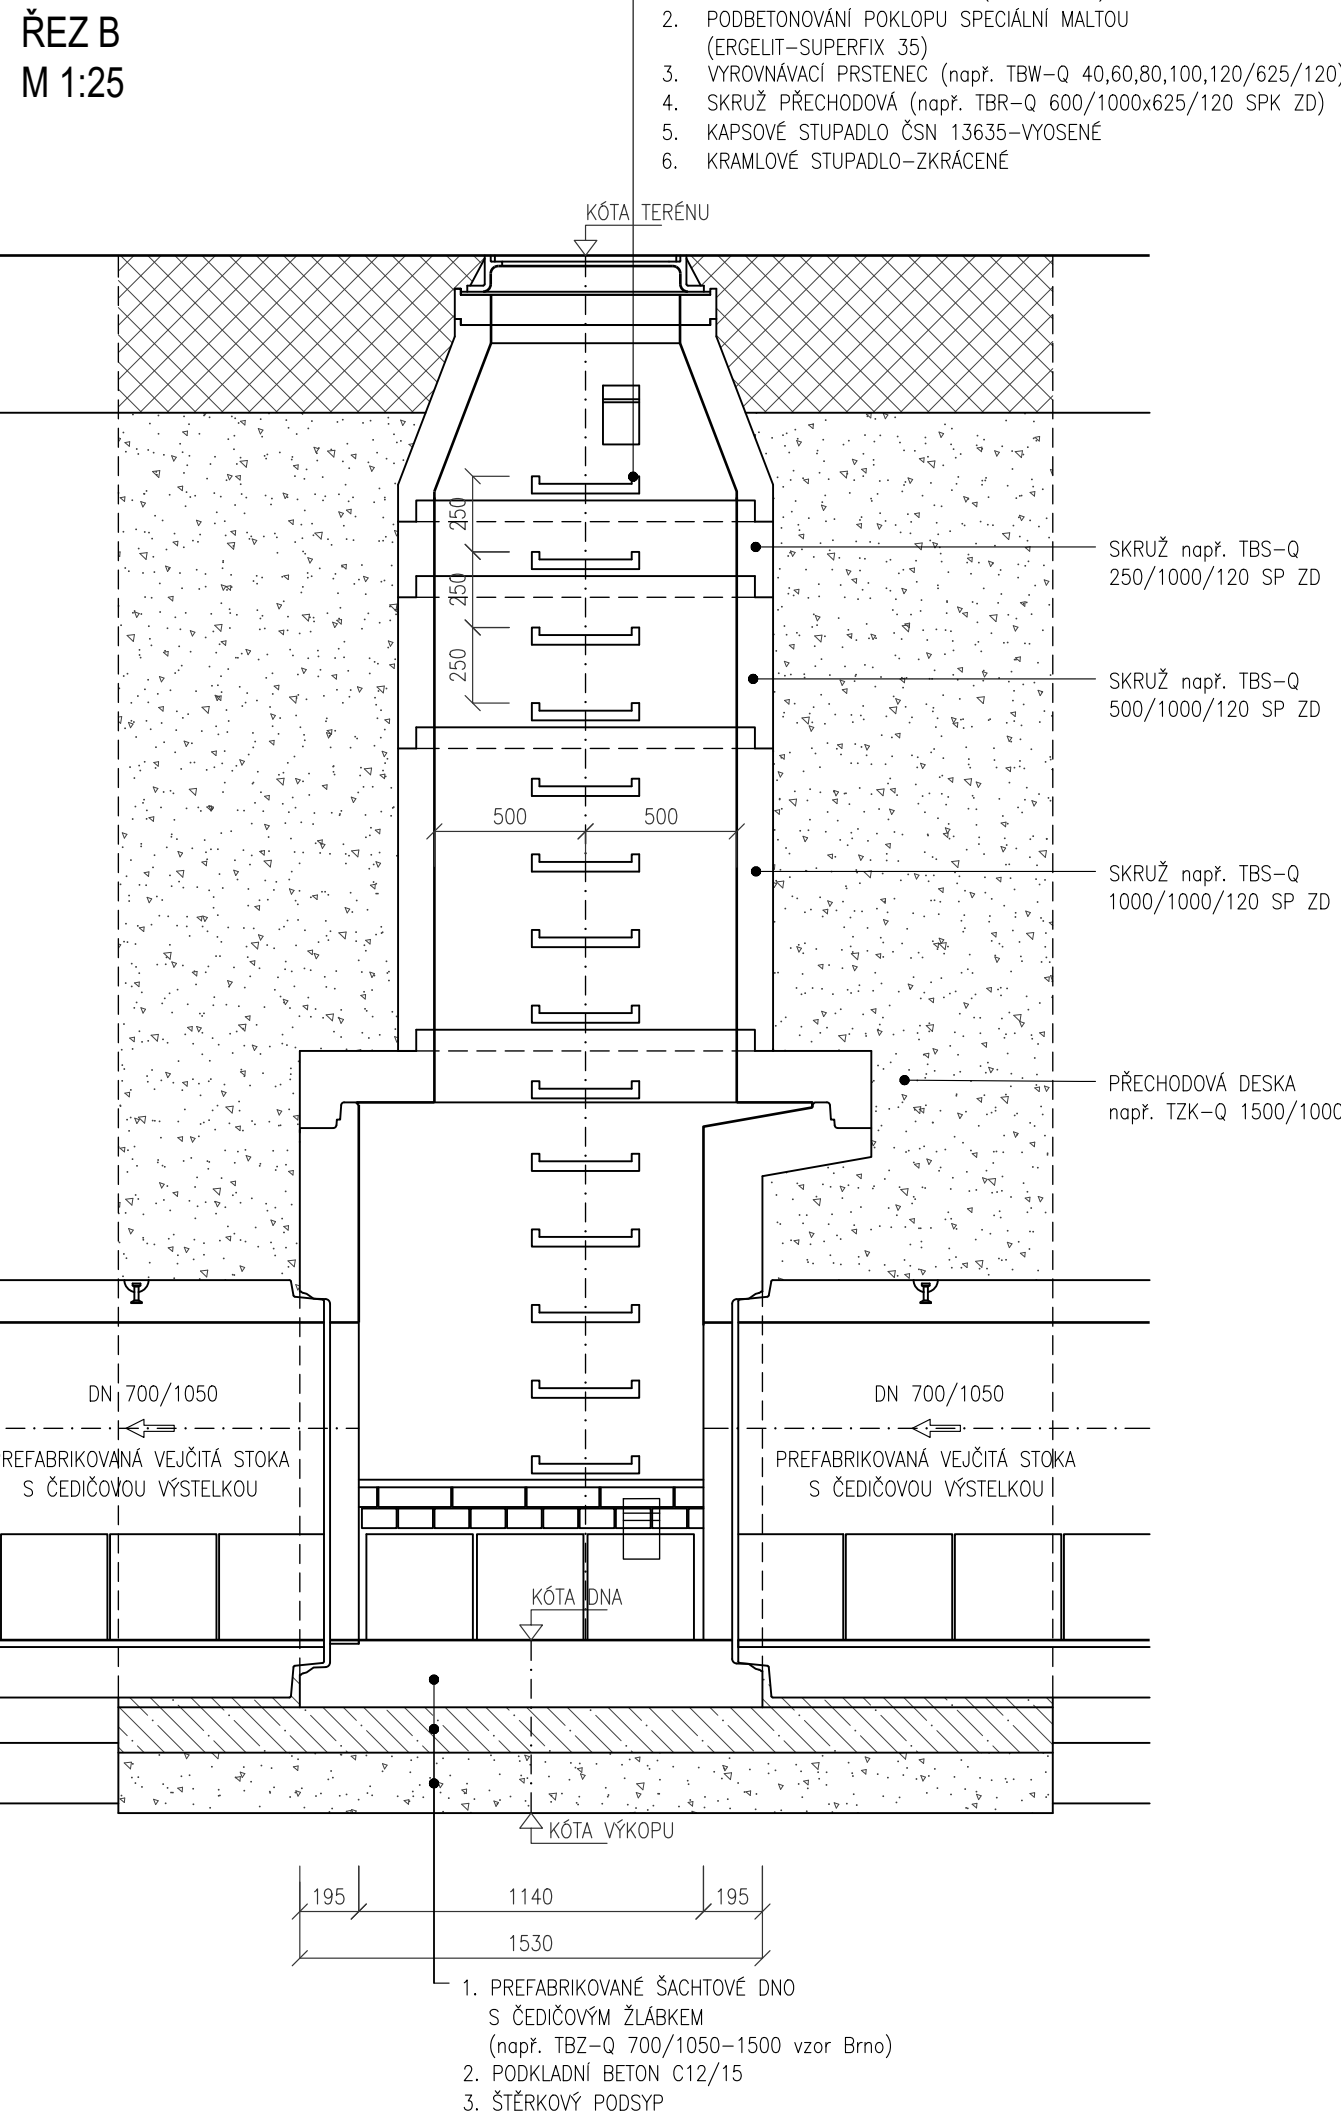 ŘEZ B
M 1:25
2. PODBETONOVÁNÍ POKLOPU SPECIÁLNÍ MALTOU
(ERGELIT-SUPERFIX 35)
3. VYROVNÁVACÍ PRSTENEC (např. TBW-Q 40,60,80,100,120/625/120)
4. SKRUŽ PŘECHODOVÁ (např. TBR-Q 600/1000x625/120 SPK ZD)
5. KAPSOVÉ STUPADLO ČSN 13635-VYOSENÉ
6. KRAMLOVÉ STUPADLO-ZKRÁCENÉ
KÓTA TERÉNU
250
250
250
SKRUŽ např. TBS-Q
250/1000/120 SP ZD
SKRUŽ např. TBS-Q
500/1000/120 SP ZD
500 500
SKRUŽ např. TBS-Q
1000/1000/120 SP ZD
PŘECHODOVÁ DESKA
např. TZK-Q 1500/1000
DN 700/1050
REFABRIKOVANÁ VEJČITÁ STOKA
S ČEDIČOVOU VÝSTELKOU
DN 700/1050
PREFABRIKOVANÁ VEJČITÁ STOKA
S ČEDIČOVOU VÝSTELKOU
KÓTA DNA
KÓTA VÝKOPU
195 1140 195
1530
1. PREFABRIKOVANÉ ŠACHTOVÉ DNO
S ČEDIČOVÝM ŽLÁBKEM
(např. TBZ-Q 700/1050-1500 vzor Brno)
2. PODKLADNÍ BETON C12/15
3. ŠTĚRKOVÝ PODSYP